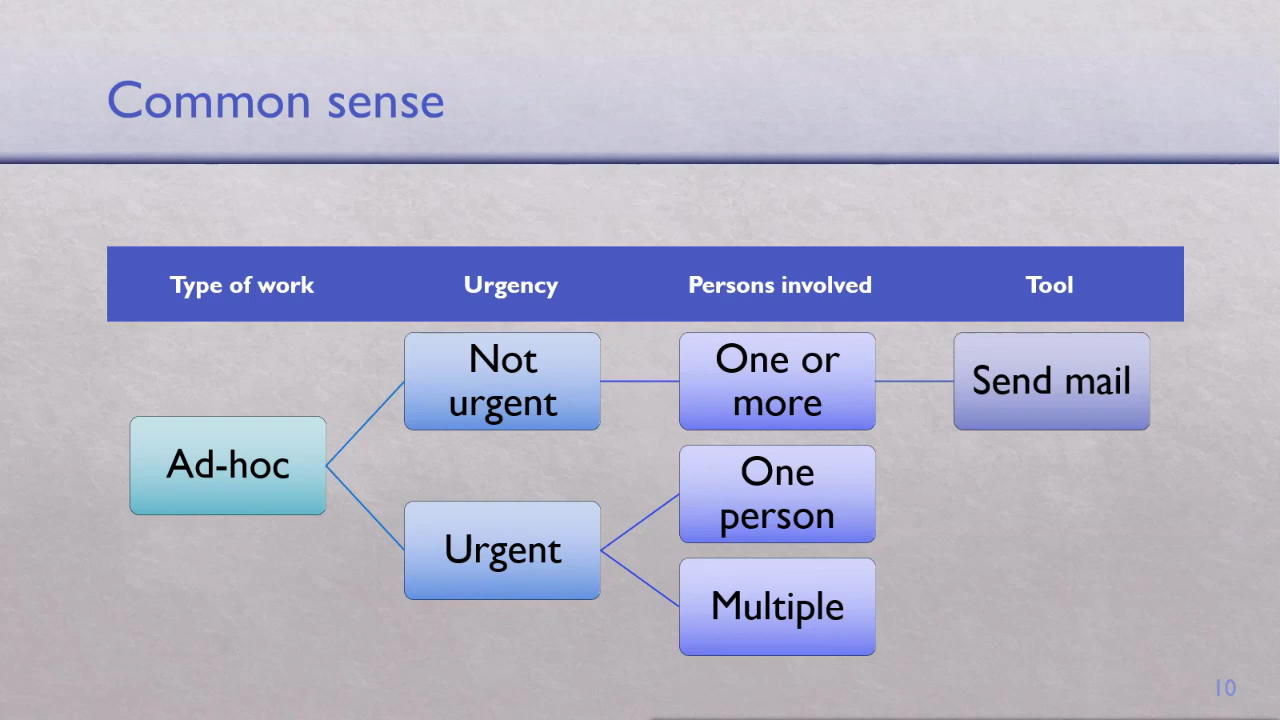 Common sense
Type of work
Urgency
Persons involved
Tool
Not
urgent
One or
more
Send mail
Ad-hoc
One
person
Urgent
Multiple
10